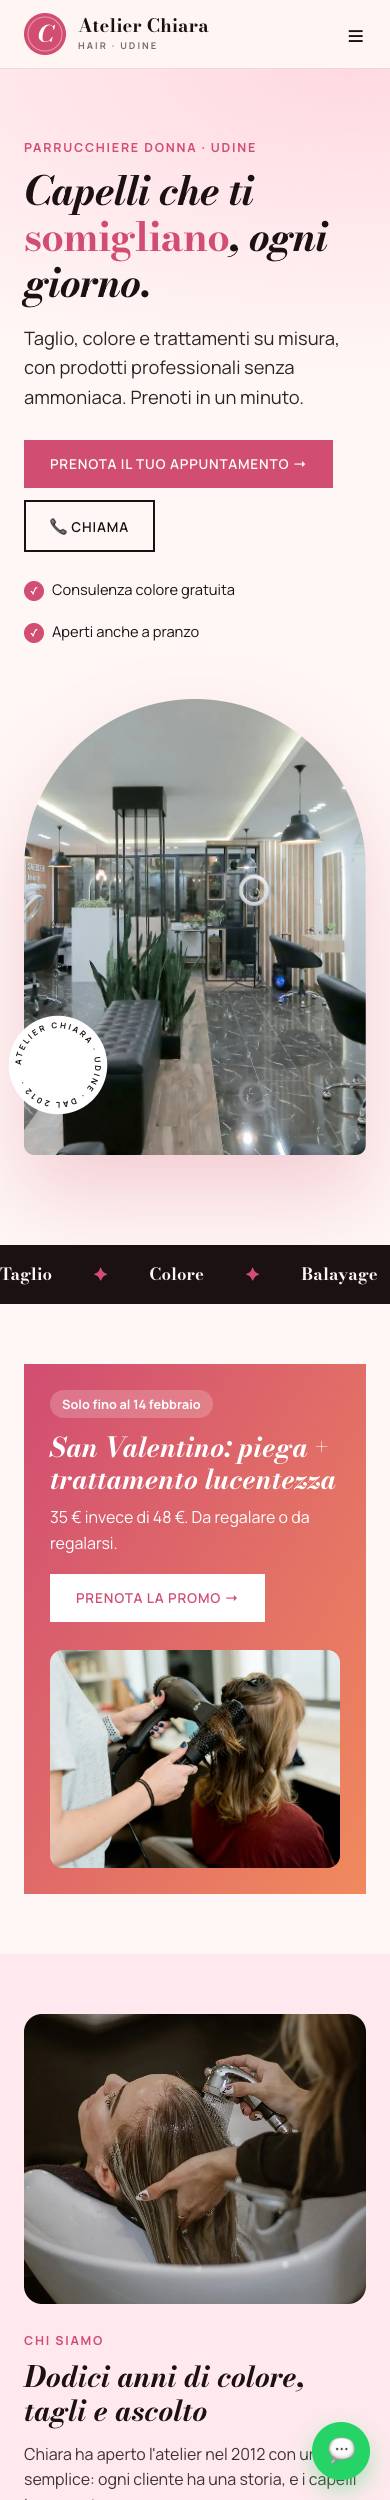 C
Atelier Chiara
HAIR · UDINE
PARRUCCHIERE DONNA · UDINE
Capelli che ti
somigliano, ogni
giorno.
Taglio, colore e trattamenti su misura,
con prodotti professionali senza
ammoniaca. Prenoti in un minuto.
PRENOTA IL TUO APPUNTAMENTO →
📞 CHIAMA
✓ Consulenza colore gratuita
✓ Aperti anche a pranzo
ATELIER CHIARA · UDINE · DAL 2012 ·
Taglio ✦ Colore ✦ Balayage
Solo fino al 14 febbraio
San Valentino: piega +
trattamento lucentezza
35 € invece di 48 €. Da regalare o da
regalarsi.
PRENOTA LA PROMO →
CHI SIAMO
Dodici anni di colore,
tagli e ascolto
Chiara ha aperto l'atelier nel 2012 con un
semplice: ogni cliente ha una storia, e i capelli